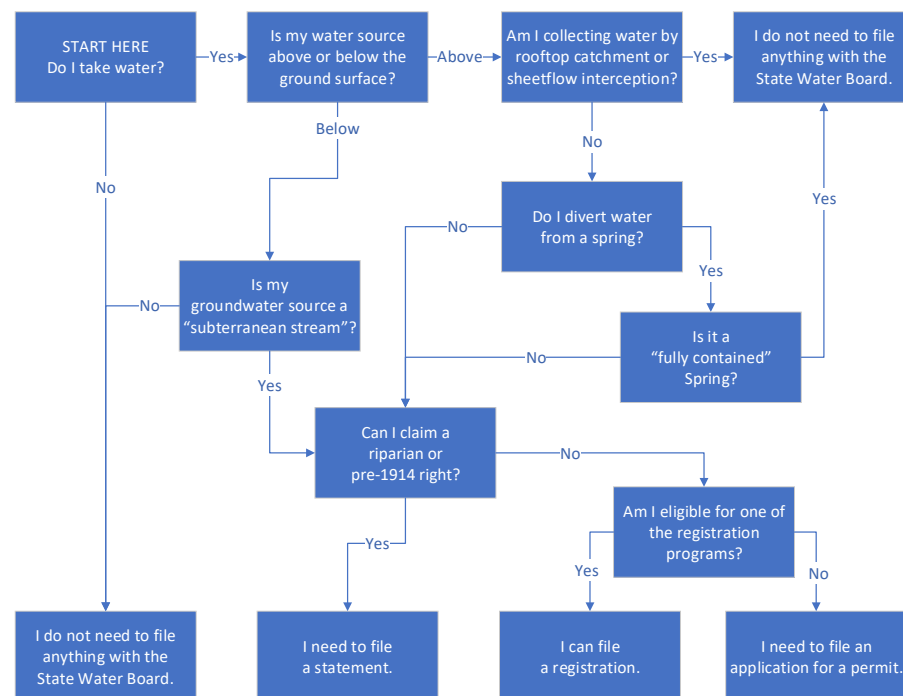 START HERE
Do I take water?
Yes
Is my water source
above or below the
ground surface?
Above
Am I collecting water by
rooftop catchment or
sheetflow interception?
Yes
I do not need to file
anything with the
State Water Board.
Below
No
No
Yes
Do I divert water
from a spring?
No
Yes
Is my
groundwater source a
“subterranean stream”?
No
Is it a
“fully contained”
Spring?
No
Yes
Can I claim a
riparian or
pre-1914 right?
No
Am I eligible for one of
the registration
programs?
Yes
Yes
No
I do not need to file
anything with the
State Water Board.
I need to file
a statement.
I can file
a registration.
I need to file an
application for a permit.